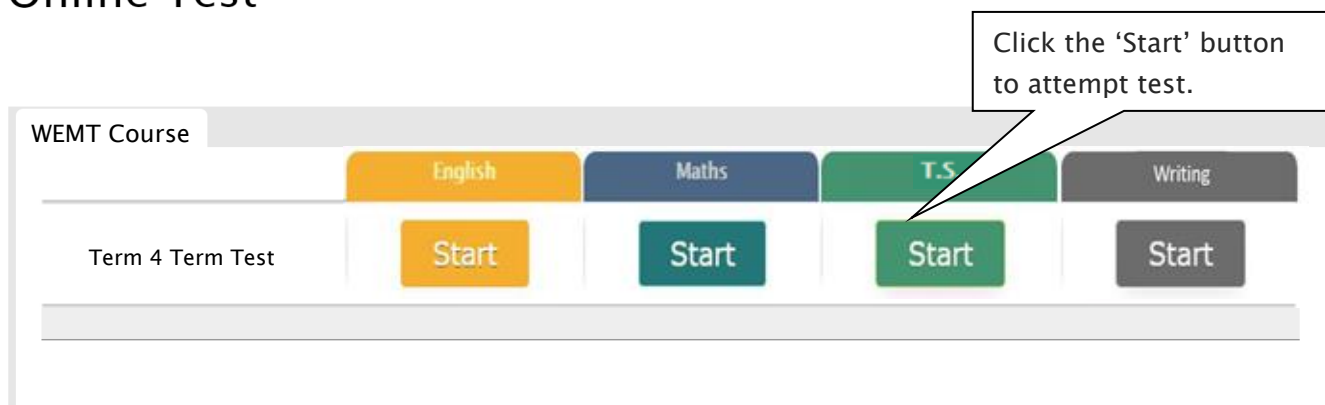 Online Test
Click the ‘Start’ button
to attempt test.
WEMT Course
English Maths T.S. Writing
Term 4 Term Test Start Start Start Start